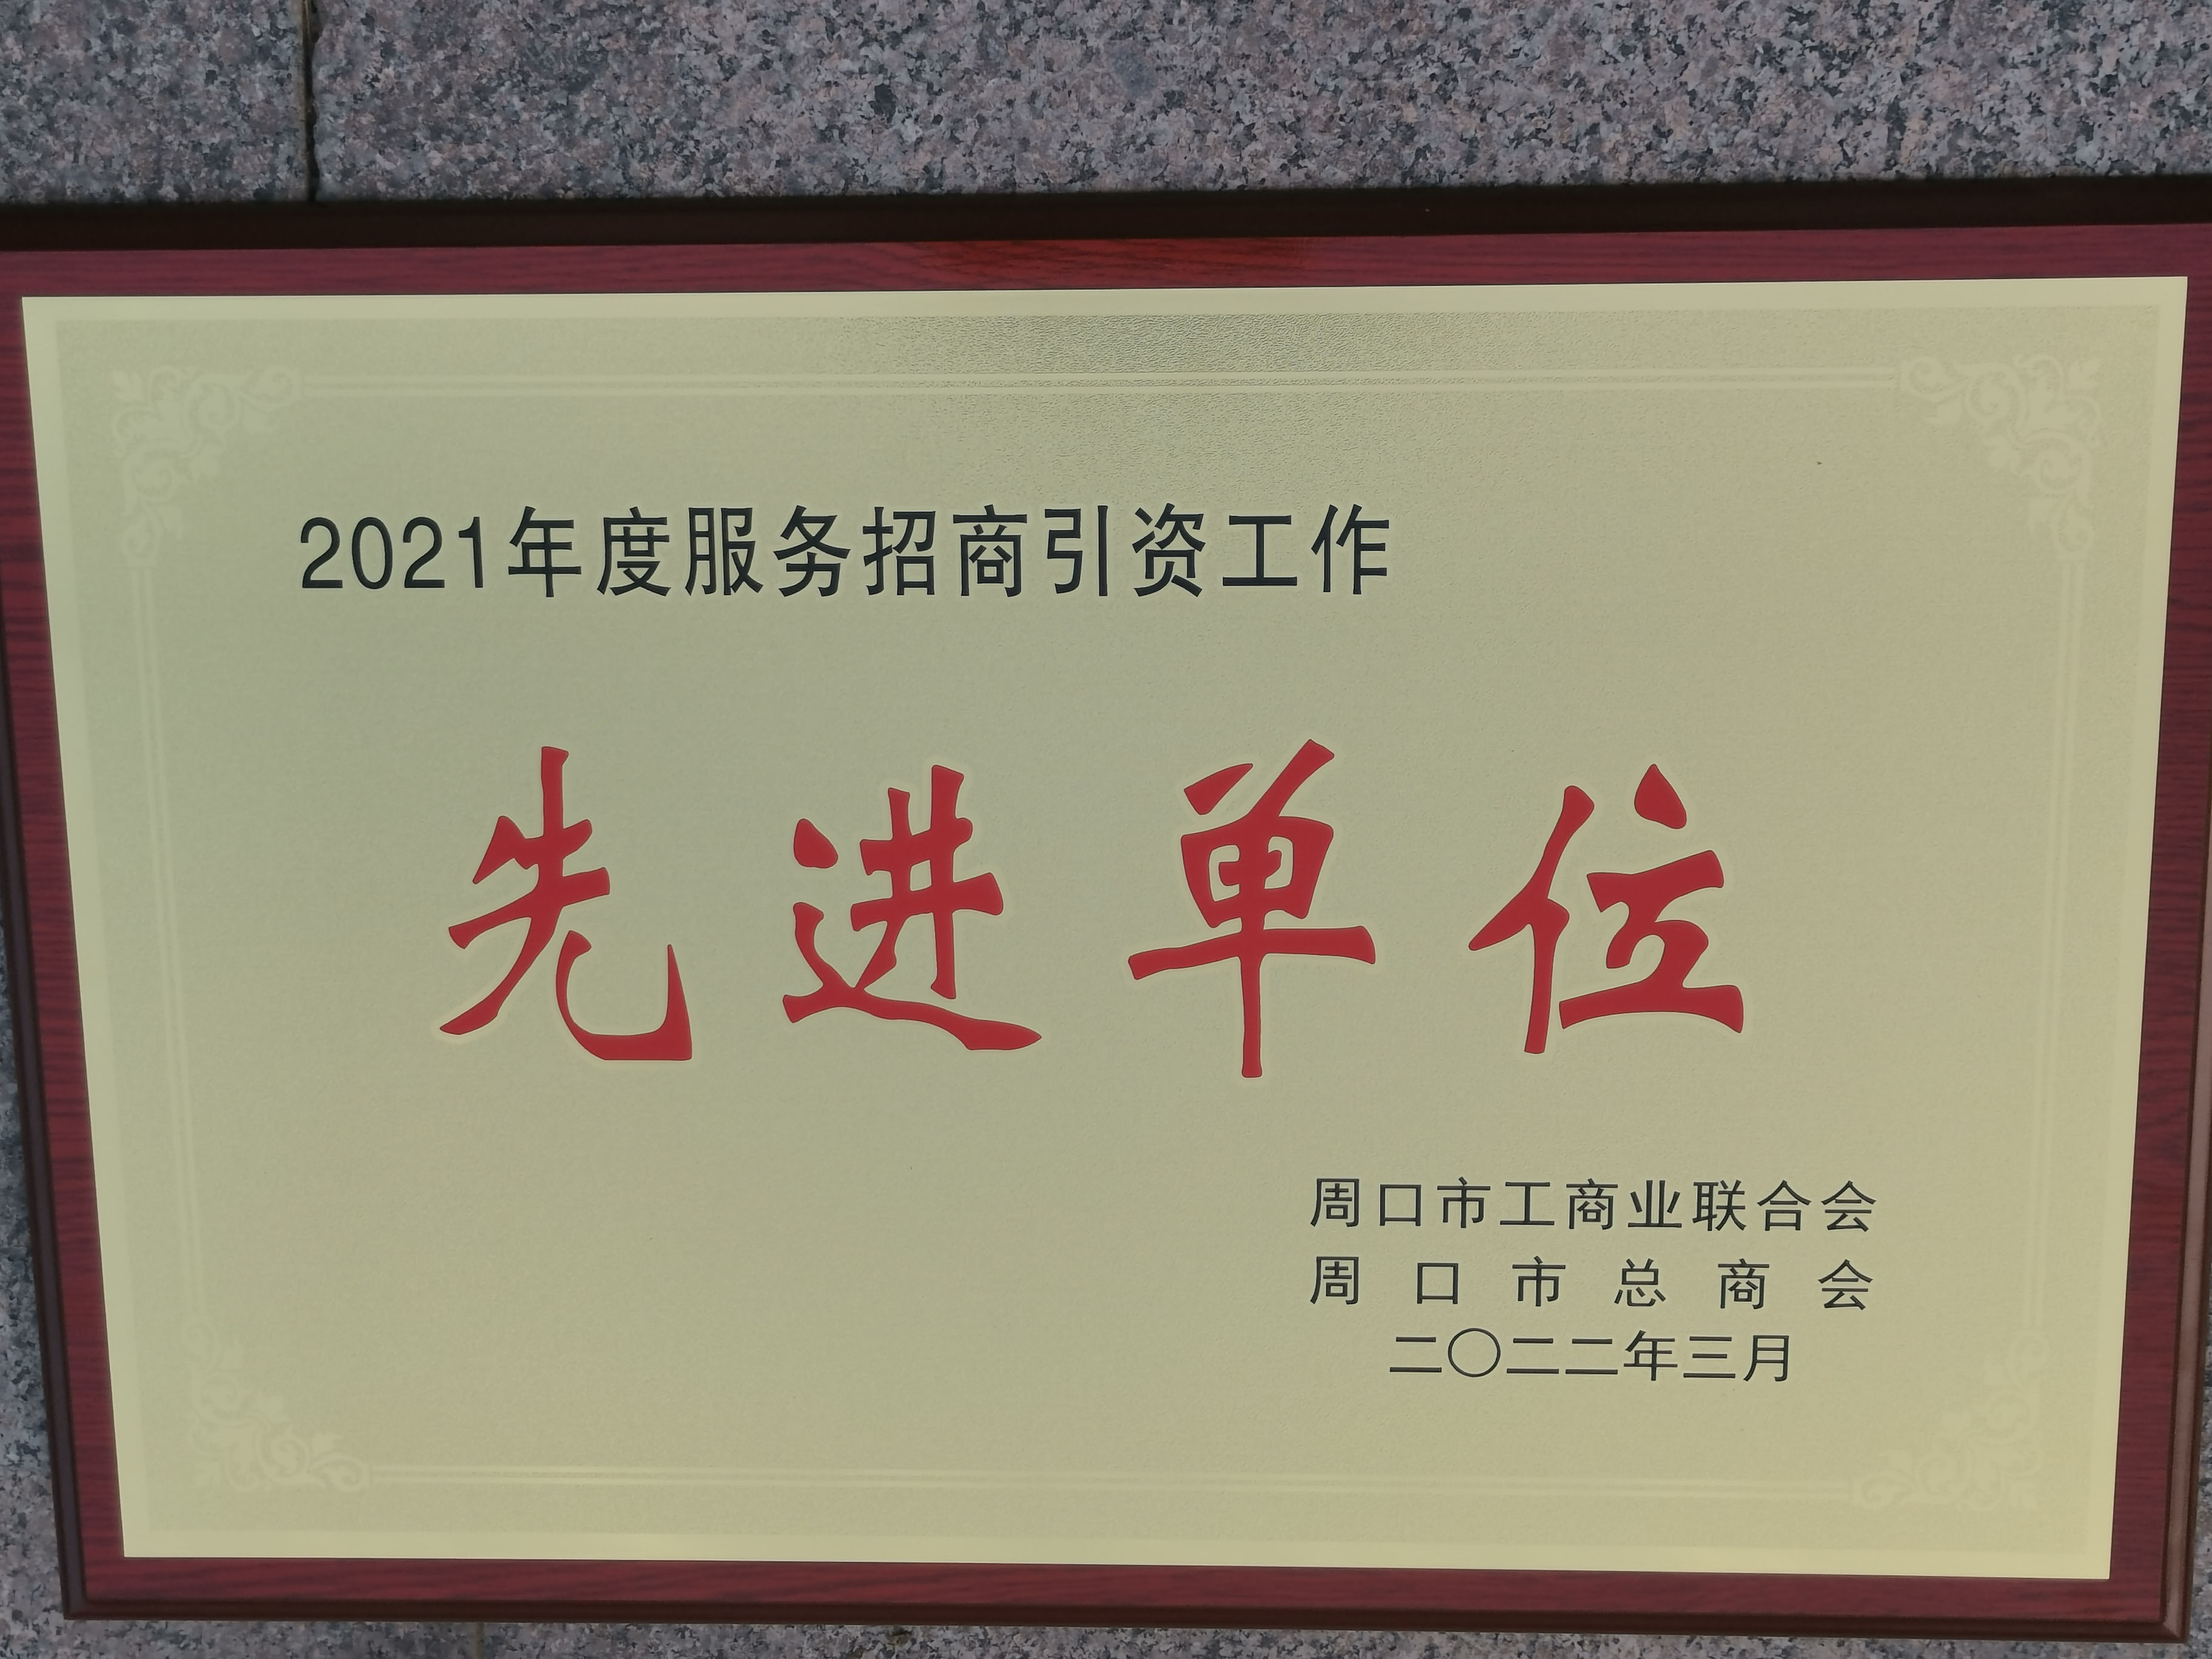 2021年度服务招商引资工作
先进单位
周口市工商业联合会
周口市总商会
二〇二二年三月